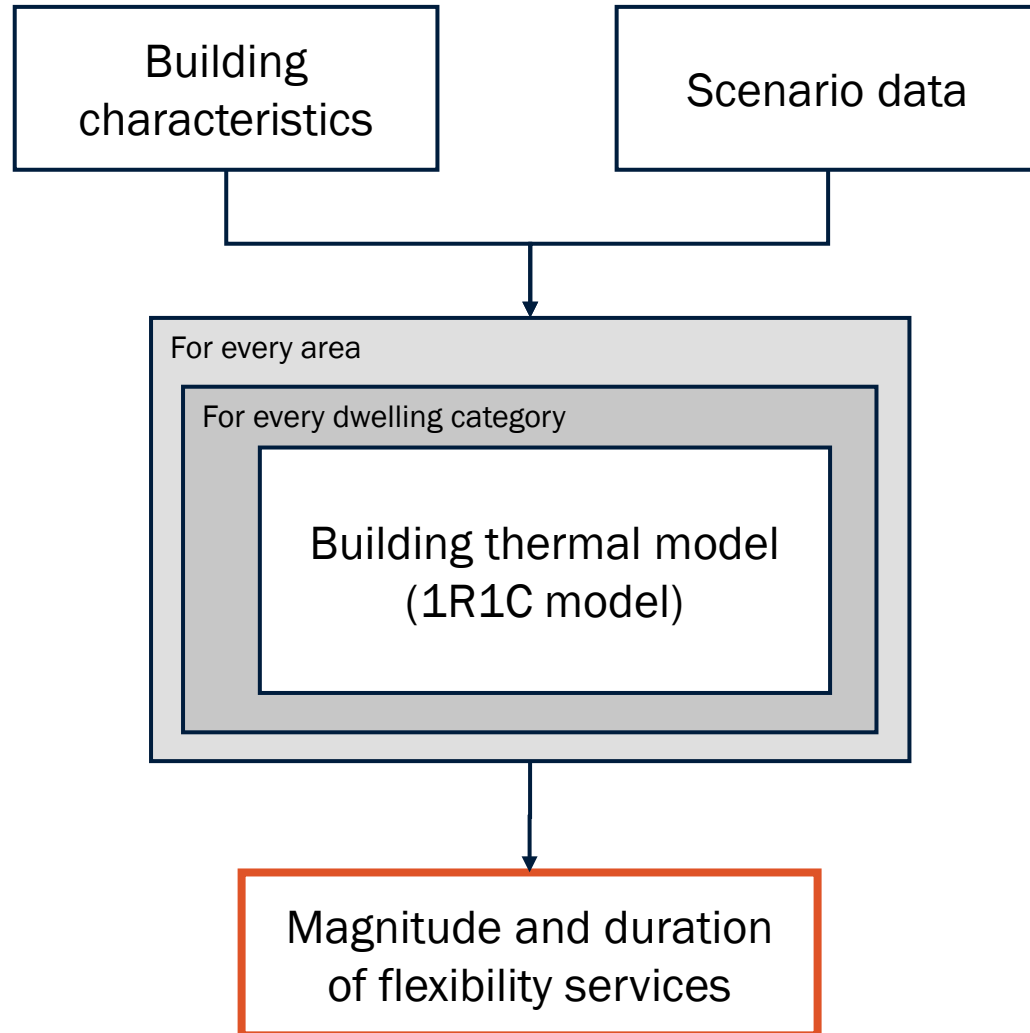 Building
characteristics
Scenario data
For every area
For every dwelling category
Building thermal model
(1R1C model)
Magnitude and duration
of flexibility services